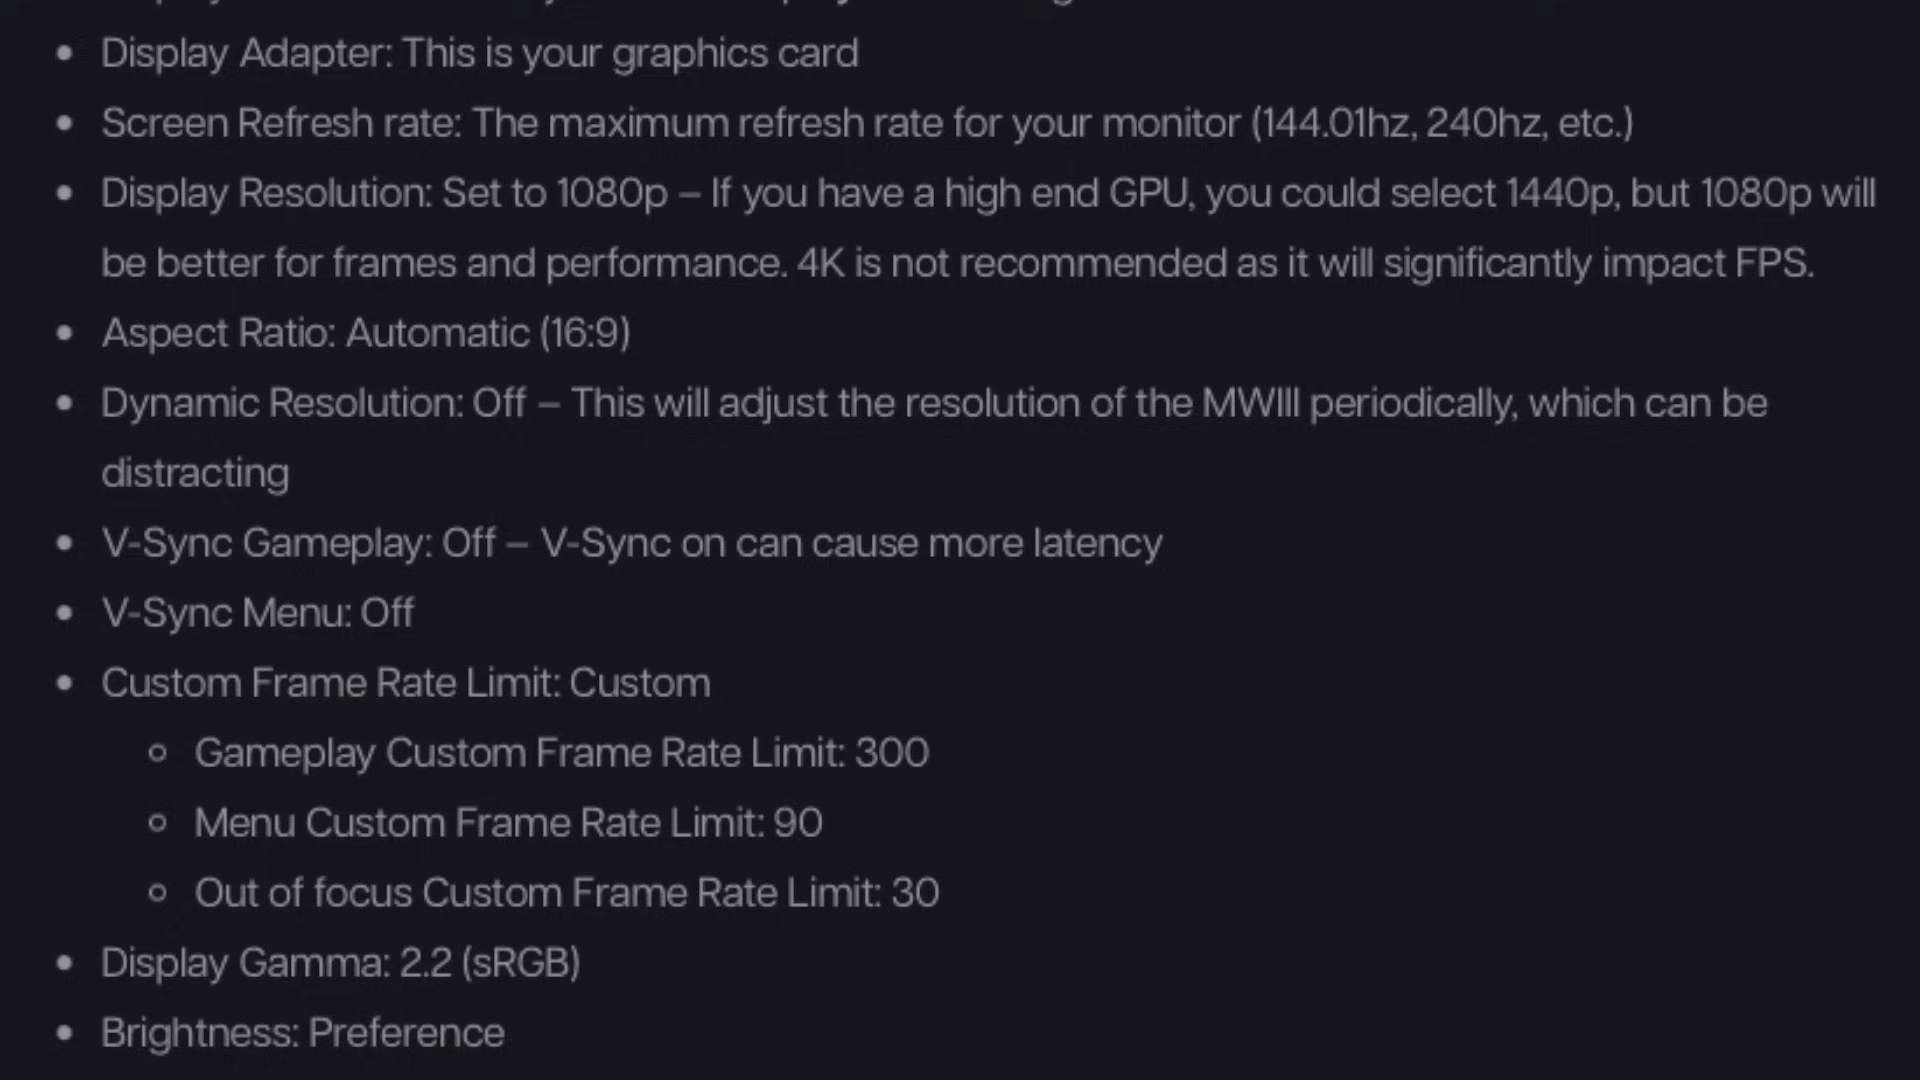 • Display Adapter: This is your graphics card
• Screen Refresh rate: The maximum refresh rate for your monitor (144.01hz, 240hz, etc.)
• Display Resolution: Set to 1080p – If you have a high end GPU, you could select 1440p, but 1080p will
be better for frames and performance. 4K is not recommended as it will significantly impact FPS.
• Aspect Ratio: Automatic (16:9)
• Dynamic Resolution: Off – This will adjust the resolution of the MWIII periodically, which can be
distracting
• V-Sync Gameplay: Off – V-Sync on can cause more latency
• V-Sync Menu: Off
• Custom Frame Rate Limit: Custom
◦ Gameplay Custom Frame Rate Limit: 300
◦ Menu Custom Frame Rate Limit: 90
◦ Out of focus Custom Frame Rate Limit: 30
• Display Gamma: 2.2 (sRGB)
• Brightness: Preference